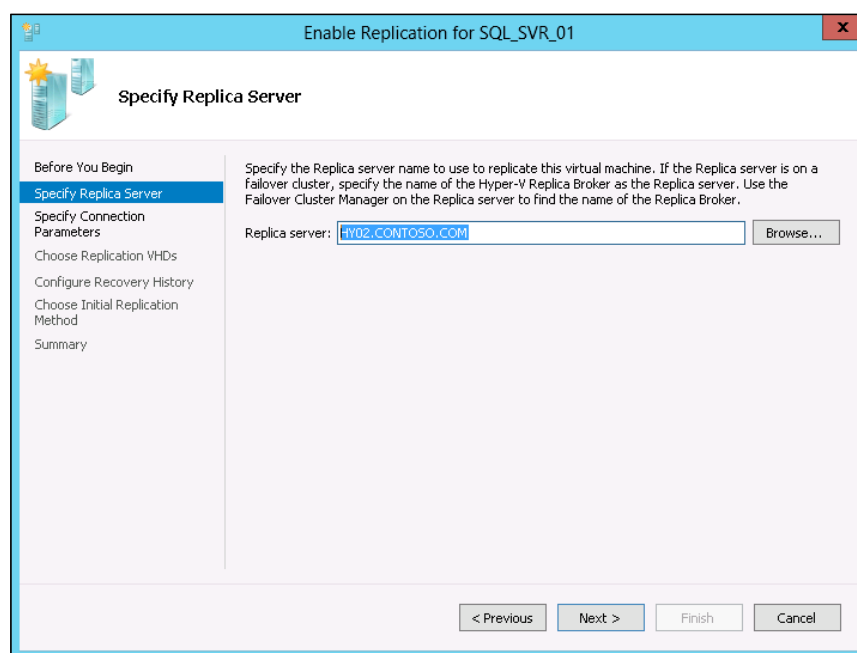 Enable Replication for SQL_SVR_01
x
Specify Replica Server
Before You Begin
Specify Replica Server
Specify Connection
Parameters
Choose Replication VHDs
Configure Recovery History
Choose Initial Replication
Method
Summary
Specify the Replica server name to use to replicate this virtual machine. If the Replica server is on a
failover cluster, specify the name of the Hyper-V Replica Broker as the Replica server. Use the
Failover Cluster Manager on the Replica server to find the name of the Replica Broker.
Replica server: HY02.CONTOSO.COM Browse...
< Previous Next > Finish Cancel